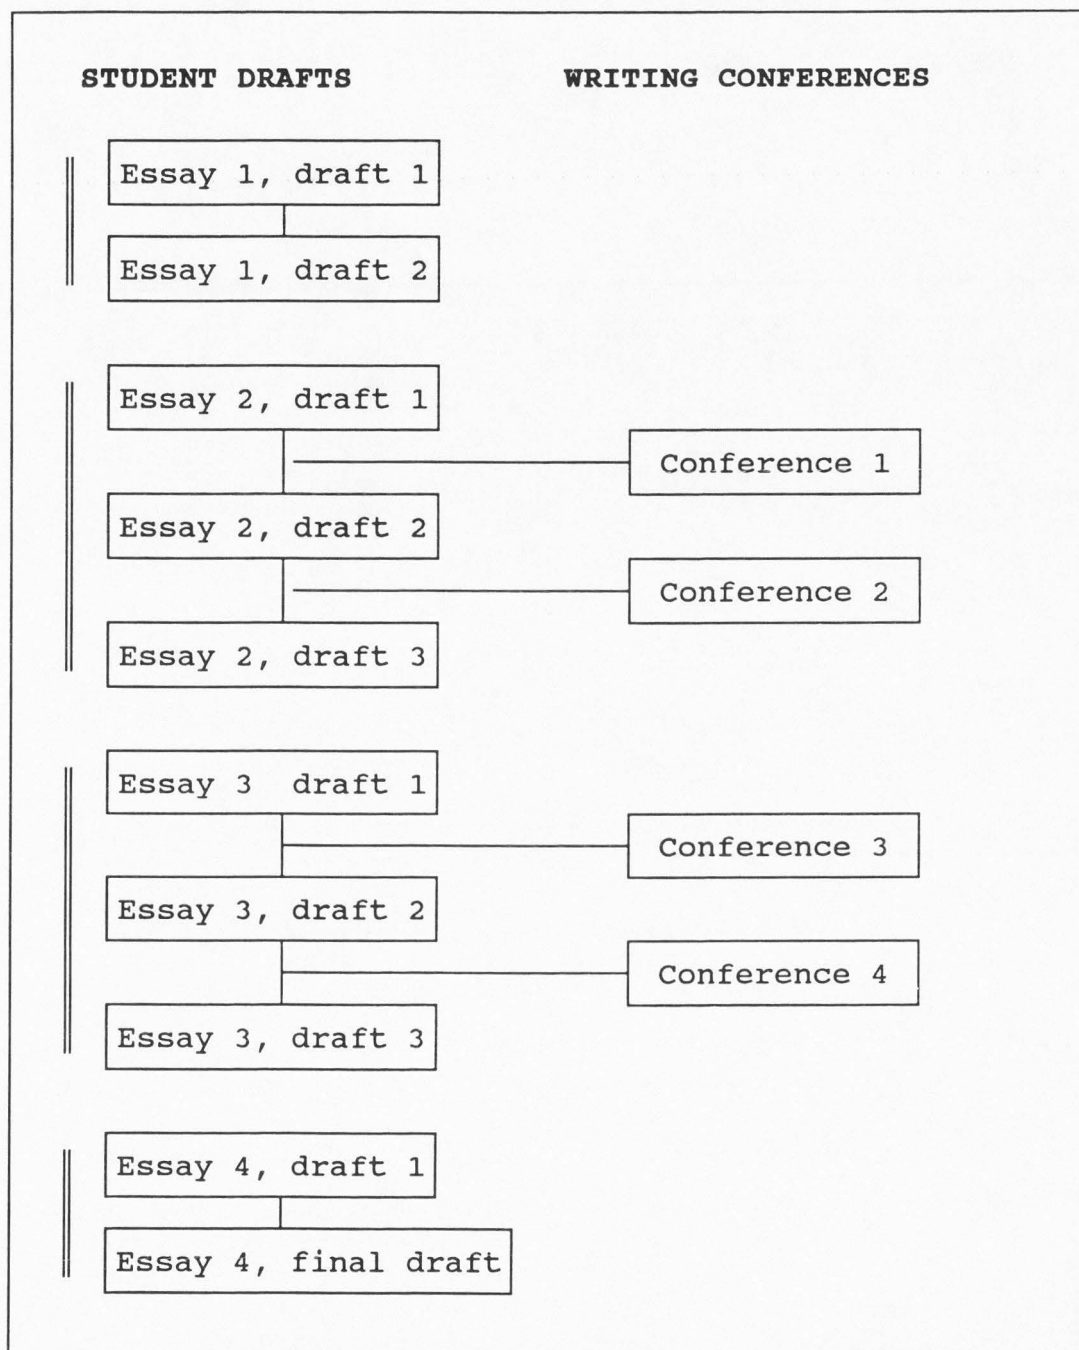 STUDENT DRAFTS WRITING CONFERENCES
Essay 1, draft 1
Essay 1, draft 2
Essay 2, draft 1
Conference 1
Essay 2, draft 2
Conference 2
Essay 2, draft 3
Essay 3 draft 1
Conference 3
Essay 3, draft 2
Conference 4
Essay 3, draft 3
Essay 4, draft 1
Essay 4, final draft